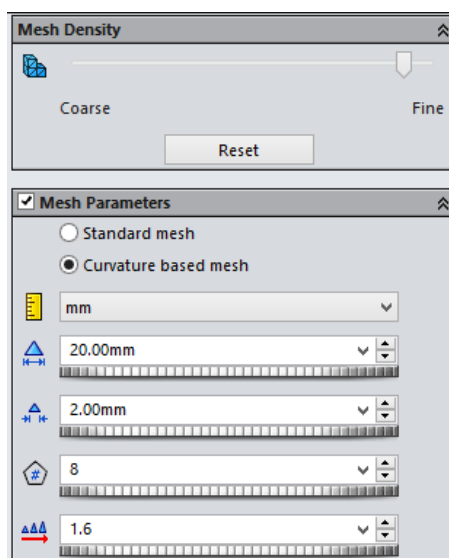 Mesh Density
Coarse Fine
Reset
Mesh Parameters
Standard mesh
Curvature based mesh
mm
20.00mm
2.00mm
#
8
1.6